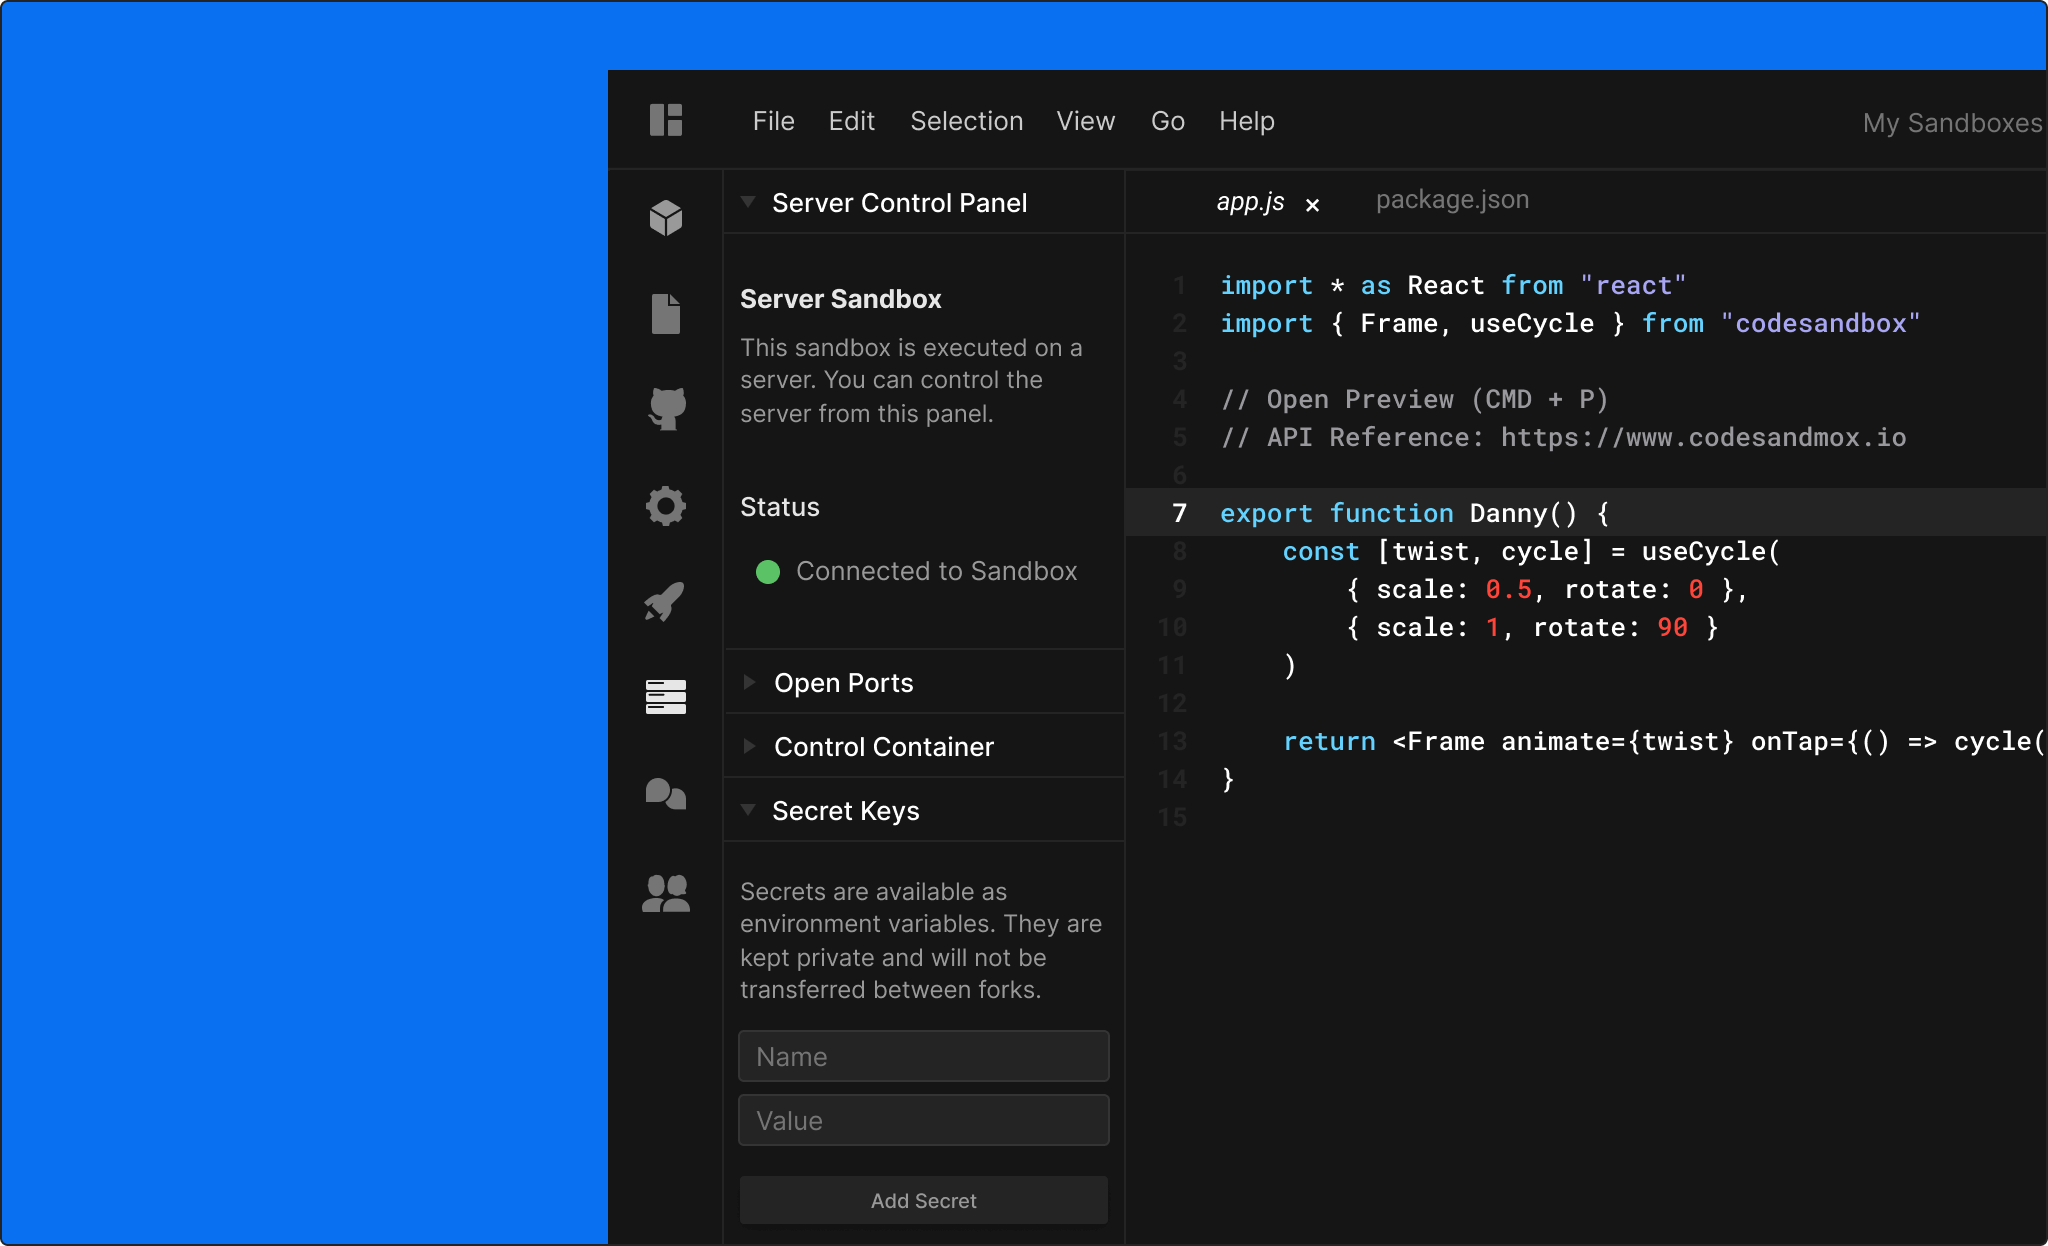 File Edit Selection View Go Help
My Sandboxes
Server Control Panel
Server Sandbox
This sandbox is executed on a
server. You can control the
server from this panel.
Status
Connected to Sandbox
Open Ports
Control Container
Secret Keys
Secrets are available as
environment variables. They are
kept private and will not be
transferred between forks.
Name
Value
Add Secret
app.js × package.json
1 import * as React from "react"
2 import { Frame, useCycle } from "codesandbox"
3
4 // Open Preview (CMD + P)
5 // API Reference: https://www.codesandmox.io
6
7 export function Danny() {
8 const [twist, cycle] = useCycle(
9 { scale: 0.5, rotate: 0 },
10 { scale: 1, rotate: 90 }
11 )
12
13 return <Frame animate={twist} onTap={() => cycle(
14 }
15